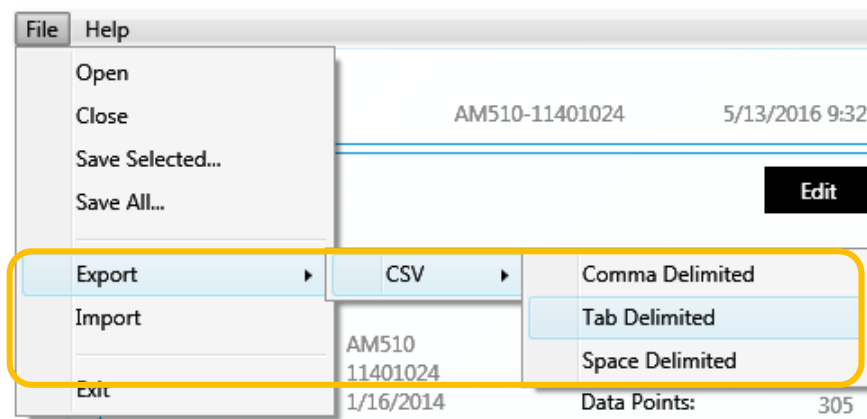 File Help
Open
Close
AM510-11401024 5/13/2016 9:32
Save Selected...
Save All...
Edit
Export CSV Comma Delimited
Import Tab Delimited
AM510
Space Delimited
11401024
Exit
1/16/2014 Data Points: 305